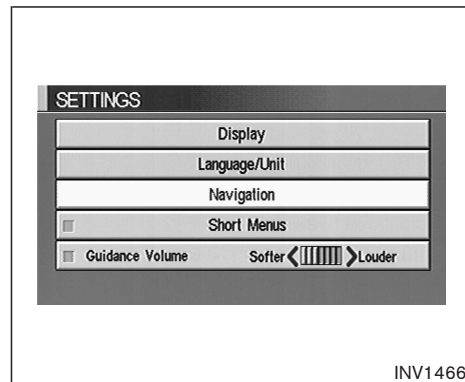 SETTINGS
Display
Language/Unit
Navigation
Short Menus
Guidance Volume Softer Louder
INV1466